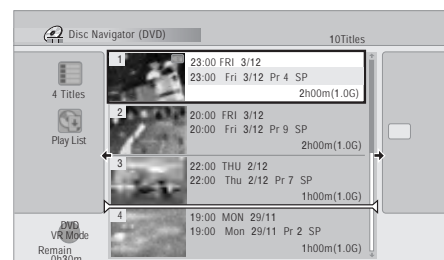 Disc Navigator (DVD)
10Titles
4 Titles
Play List
DVD
VR Mode
Remain
0h30m
1
23:00 FRI 3/12
23:00 Fri 3/12 Pr 4 SP
2h00m(1.0G)
2
20:00 FRI 3/12
20:00 Fri 3/12 Pr 9 SP
2h00m(1.0G)
3
22:00 THU 2/12
22:00 Thu 2/12 Pr 7 SP
1h00m(1.0G)
4
19:00 MON 29/11
19:00 Mon 29/11 Pr 2 SP
1h00m(1.0G)